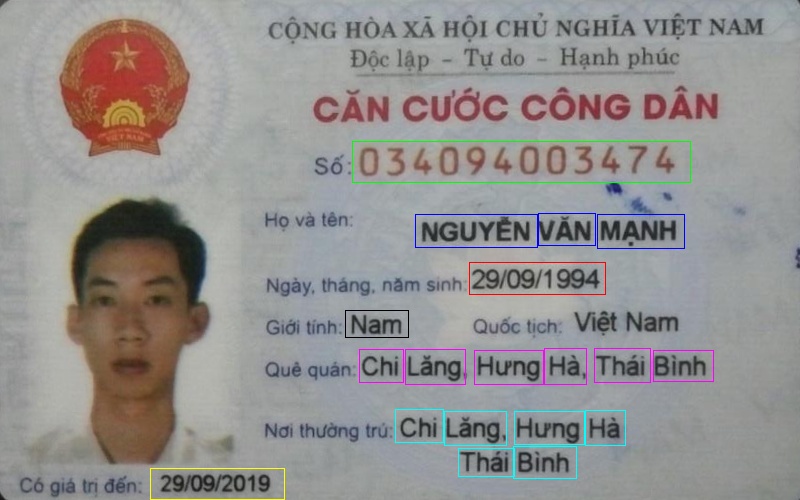 CỘNG HÒA XÃ HỘI CHỦ NGHĨA VIỆT NAM
Độc lập - Tự do - Hạnh phúc
CĂN CƯỚC CÔNG DÂN
Số: 034094003474
Họ và tên: NGUYỄN VĂN MẠNH
Ngày, tháng, năm sinh: 29/09/1994
Giới tính: Nam Quốc tịch: Việt Nam
Quê quán: Chi Lăng, Hưng Hà, Thái Bình
Nơi thường trú: Chi Lăng, Hưng Hà
Thái Bình
Có giá trị đến: 29/09/2019